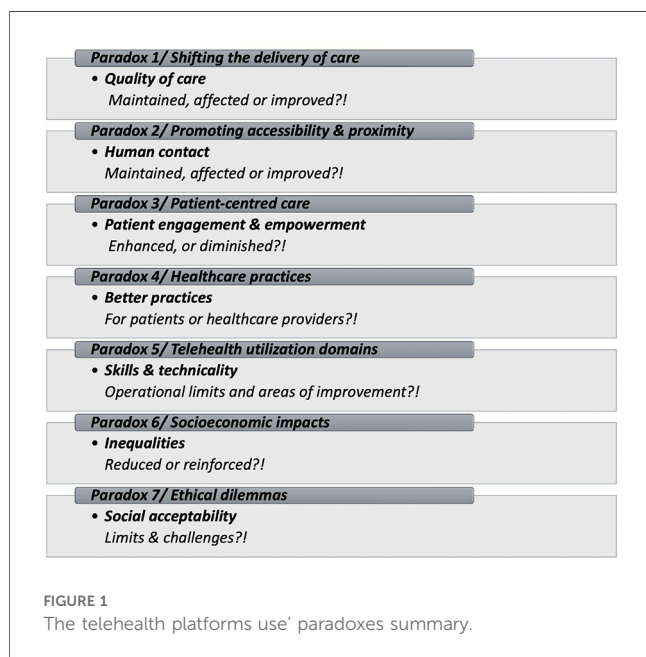 Paradox 1/ Shifting the delivery of care
• Quality of care
Maintained, affected or improved?!
Paradox 2/ Promoting accessibility & proximity
• Human contact
Maintained, affected or improved?!
Paradox 3/ Patient-centred care
• Patient engagement & empowerment
Enhanced, or diminished?!
Paradox 4/ Healthcare practices
• Better practices
For patients or healthcare providers?!
Paradox 5/ Telehealth utilization domains
• Skills & technicality
Operational limits and areas of improvement?!
Paradox 6/ Socioeconomic impacts
• Inequalities
Reduced or reinforced?!
Paradox 7/ Ethical dilemmas
• Social acceptability
Limits & challenges?!
FIGURE 1
The telehealth platforms use’ paradoxes summary.